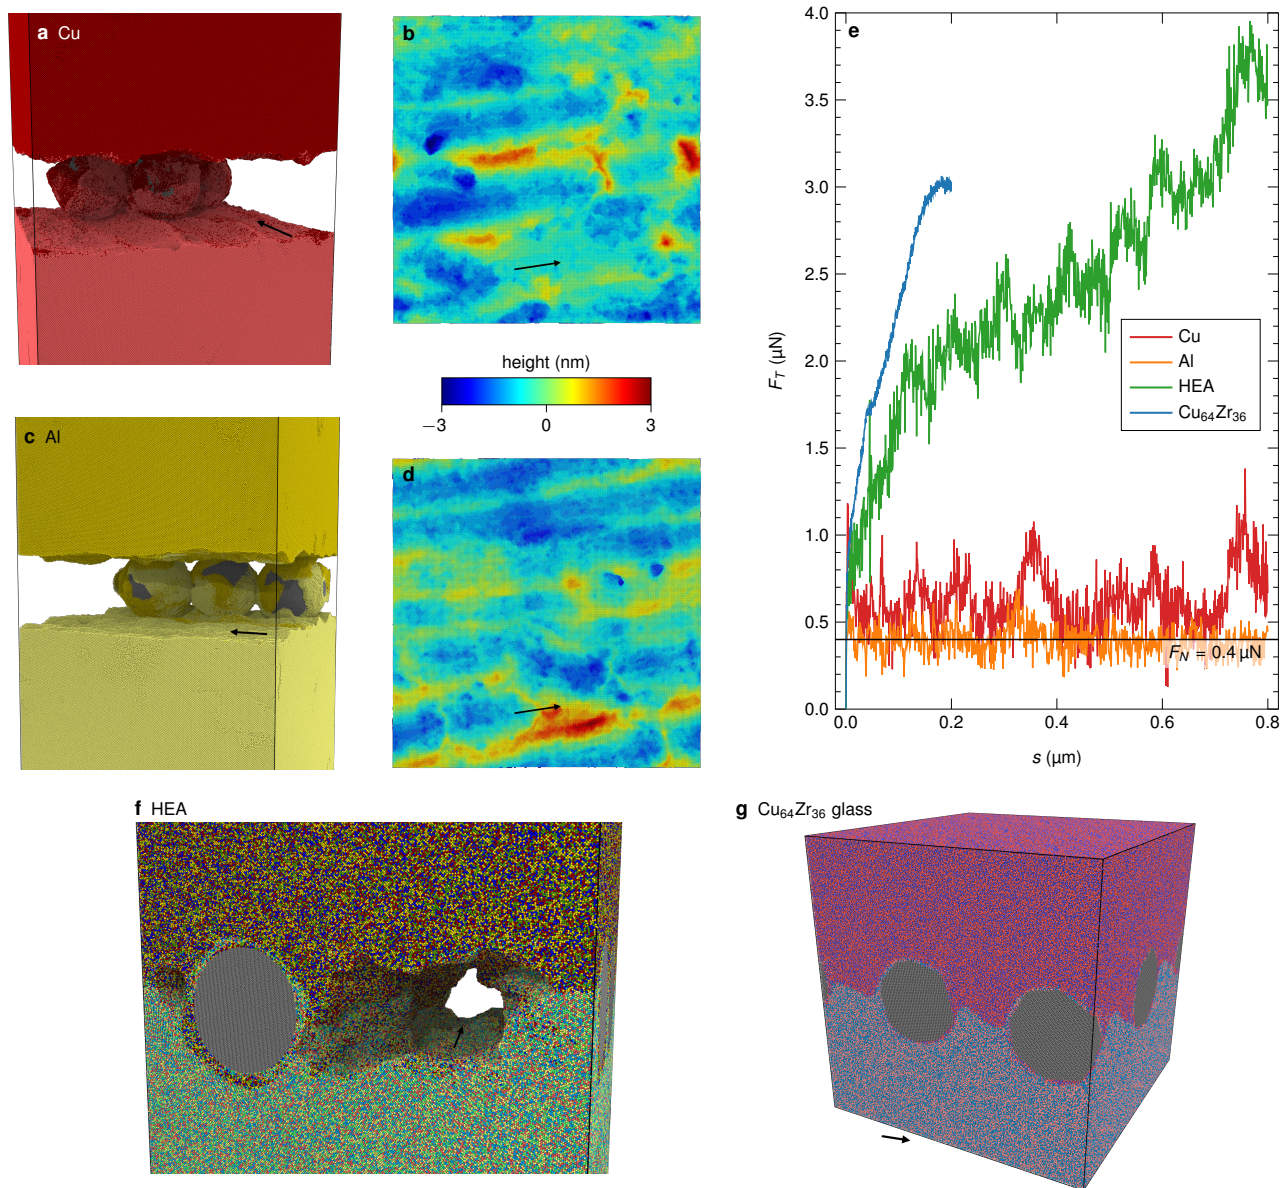 a Cu
b
height (nm)
−3 0 3
c Al
d
e
4.0
3.5
3.0
2.5
2.0
1.5
1.0
0.5
0.0
F_T (µN)
Cu
Al
HEA
Cu₆₄Zr₃₆
F_N = 0.4 µN
0.0 0.2 0.4 0.6 0.8
s (µm)
f HEA
g Cu₆₄Zr₃₆ glass